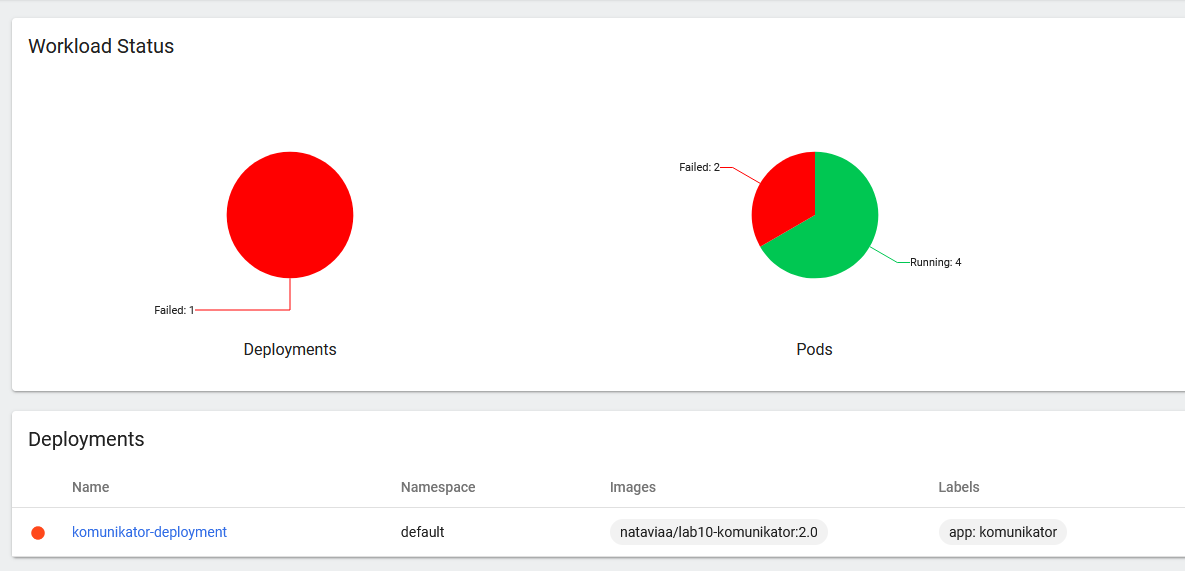 Workload Status
Failed: 1
Deployments
Failed: 2
Running: 4
Pods
Deployments
Name Namespace Images Labels
komunikator-deployment default nataviaa/lab10-komunikator:2.0 app: komunikator